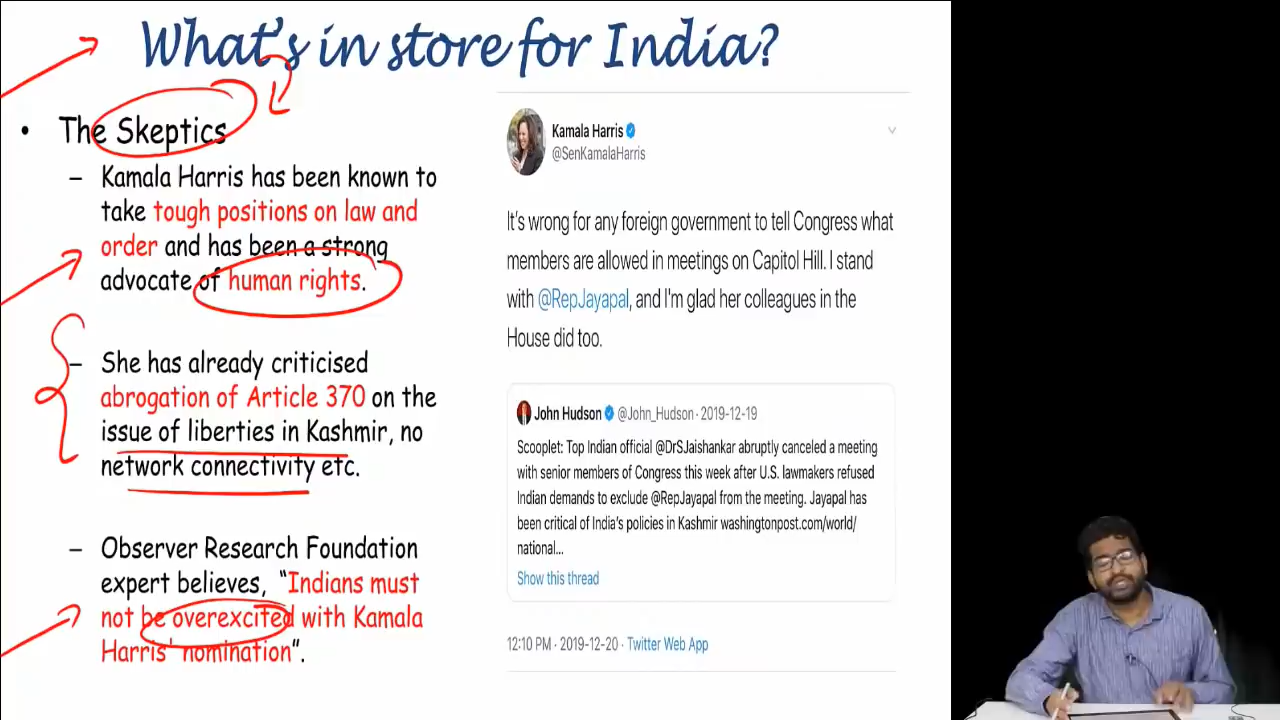 What's in store for India?
• The Skeptics
– Kamala Harris has been known to
take tough positions on law and
order and has been a strong
advocate of human rights.
– She has already criticised
abrogation of Article 370 on the
issue of liberties in Kashmir, no
network connectivity etc.
– Observer Research Foundation
expert believes, "Indians must
not be overexcited with Kamala
Harris' nomination".
Kamala Harris
@SenKamalaHarris
It's wrong for any foreign government to tell Congress what
members are allowed in meetings on Capitol Hill. I stand
with @RepJayapal, and I'm glad her colleagues in the
House did too.
John Hudson @John_Hudson · 2019-12-19
Scooplet: Top Indian official @DrSJaishankar abruptly canceled a meeting
with senior members of Congress this week after U.S. lawmakers refused
Indian demands to exclude @RepJayapal from the meeting. Jayapal has
been critical of India's policies in Kashmir washingtonpost.com/world/
national...
Show this thread
12:10 PM · 2019-12-20 · Twitter Web App